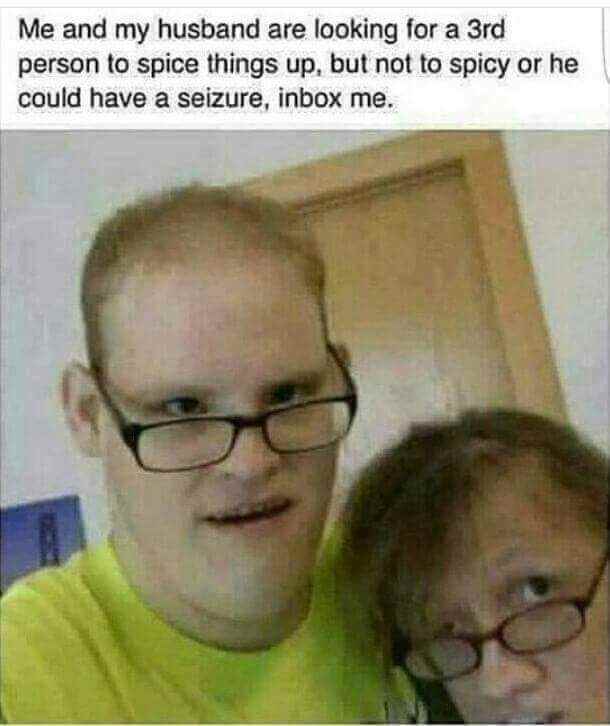 Me and my husband are looking for a 3rd
person to spice things up, but not to spicy or he
could have a seizure, inbox me.